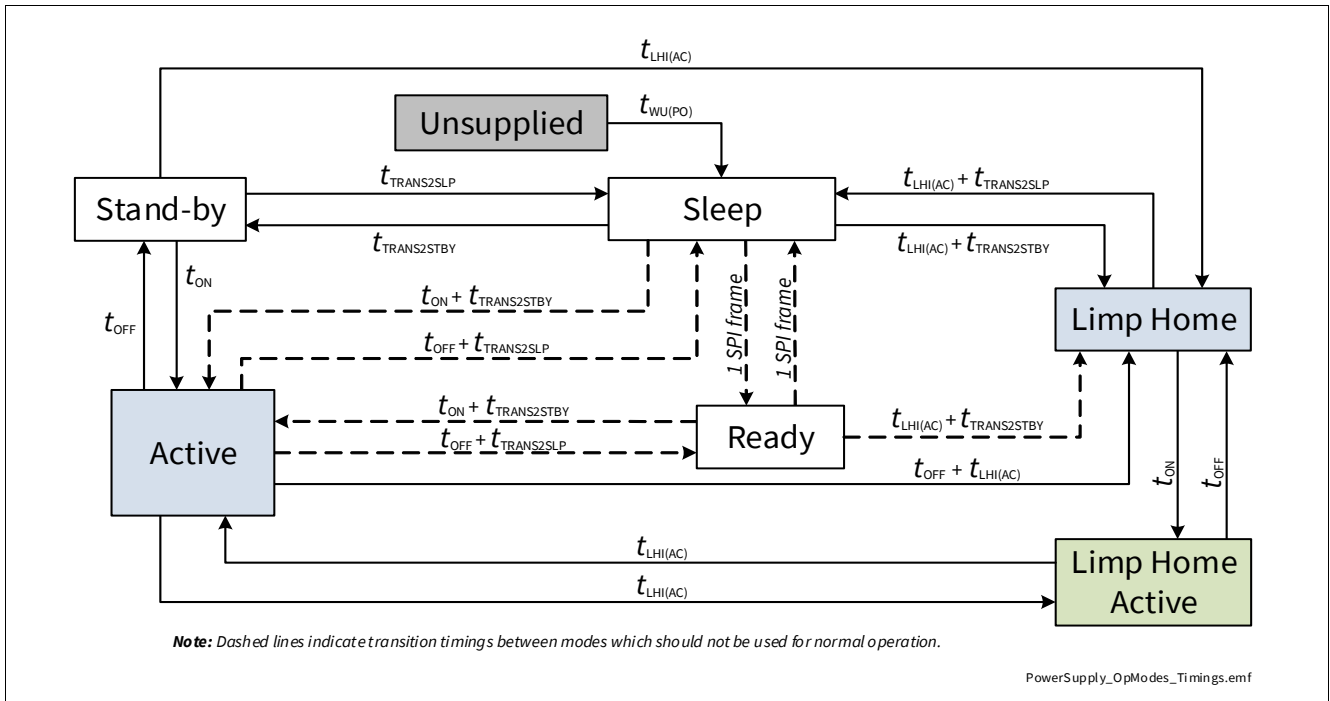 tLHI(AC)
Unsupplied
tWU(PO)
Stand-by
tTRANS2SLP
Sleep
tLHI(AC) + tTRANS2SLP
tTRANS2STBY
tLHI(AC) + tTRANS2STBY
tON
tOFF
tON + tTRANS2STBY
1 SPI frame
1 SPI frame
Limp Home
tOFF + tTRANS2SLP
Active
tON + tTRANS2STBY
tOFF + tTRANS2SLP
Ready
tLHI(AC) + tTRANS2STBY
tOFF + tLHI(AC)
tON
tOFF
tLHI(AC)
tLHI(AC)
Limp Home
Active
Note: Dashed lines indicate transition timings between modes which should not be used for normal operation.
PowerSupply_OpModes_Timings.emf